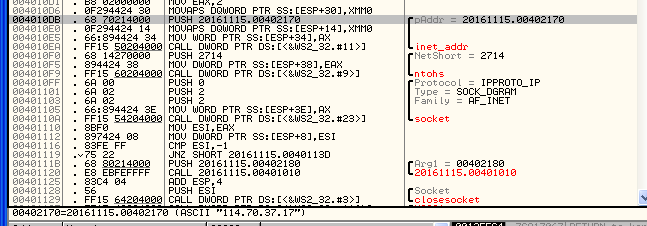 004010D1 . B8 02000000 MOV EAX,2
004010D6 . 0F294424 30 MOVAPS DQWORD PTR SS:[ESP+30],XMM0
004010DB . 68 70214000 PUSH 20161115.00402170 pAddr = 20161115.00402170
004010E0 . 0F294424 14 MOVAPS DQWORD PTR SS:[ESP+14],XMM0
004010E5 . 66:894424 34 MOV WORD PTR SS:[ESP+34],AX
004010EA . FF15 50204000 CALL DWORD PTR DS:[<&WS2_32.#11>] inet_addr
004010F0 . 68 14270000 PUSH 2714 NetShort = 2714
004010F5 . 894424 38 MOV DWORD PTR SS:[ESP+38],EAX
004010F9 . FF15 60204000 CALL DWORD PTR DS:[<&WS2_32.#9>] ntohs
004010FF . 6A 00 PUSH 0 Protocol = IPPROTO_IP
00401101 . 6A 02 PUSH 2 Type = SOCK_DGRAM
00401103 . 6A 02 PUSH 2 Family = AF_INET
00401105 . 66:894424 3E MOV WORD PTR SS:[ESP+3E],AX
0040110A . FF15 54204000 CALL DWORD PTR DS:[<&WS2_32.#23>] socket
00401110 . 8BF0 MOV ESI,EAX
00401112 . 897424 08 MOV DWORD PTR SS:[ESP+8],ESI
00401116 . 83FE FF CMP ESI,-1
00401119 . 75 22 JNZ SHORT 20161115.0040113D
0040111B . 68 80214000 PUSH 20161115.00402180 Arg1 = 00402180
00401120 . E8 EBFEFFFF CALL 20161115.00401010 20161115.00401010
00401125 . 83C4 04 ADD ESP,4
00401128 . 56 PUSH ESI Socket
00401129 . FF15 64204000 CALL DWORD PTR DS:[<&WS2_32.#3>] closesocket
00402170=20161115.00402170 (ASCII "114.70.37.17")